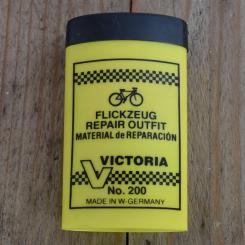 FLICKZEUG
REPAIR OUTFIT
MATERIAL de REPARACIÓN
VICTORIA
No. 200
MADE IN W-GERMANY